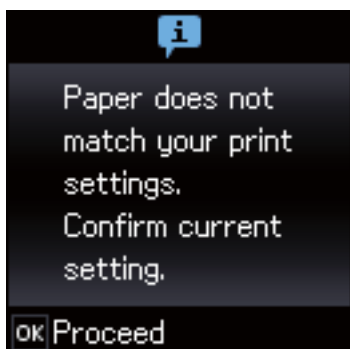 i
Paper does not
match your print
settings.
Confirm current
setting.
OK Proceed